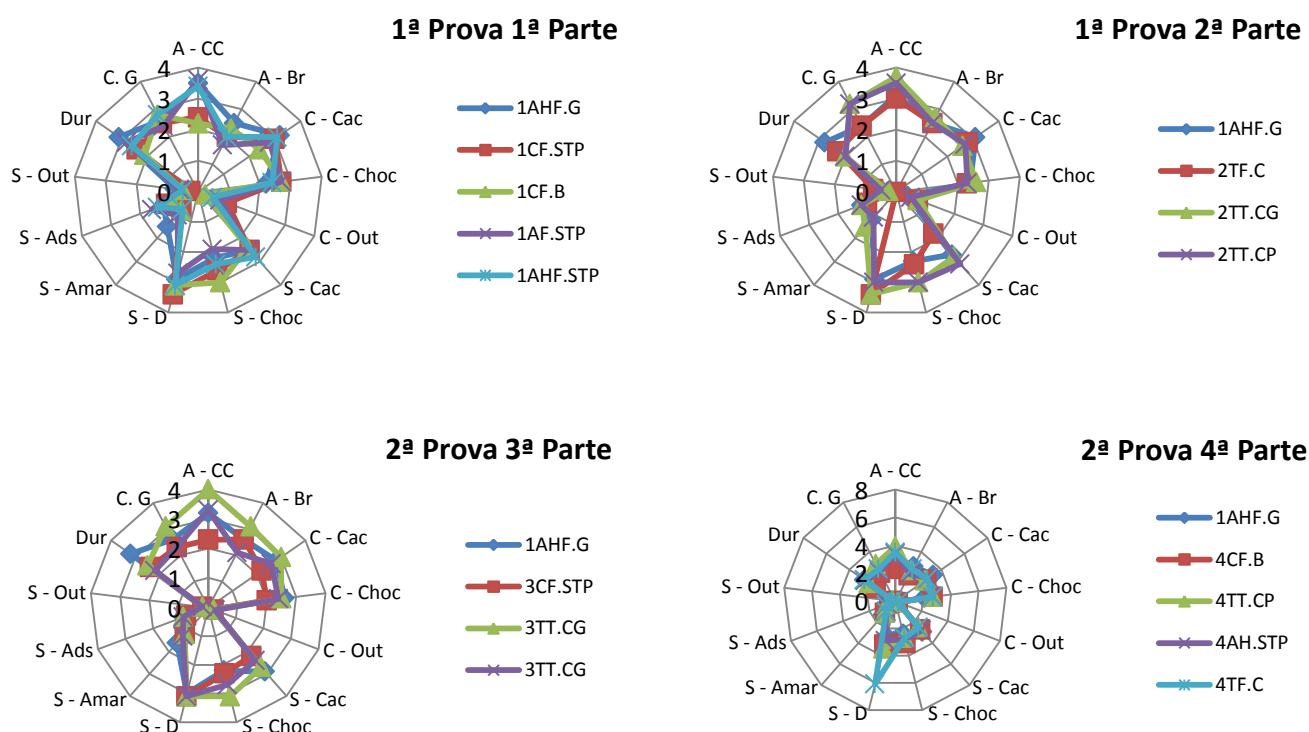 1ª Prova 1ª Parte
A - CC
A - Br
C - Cac
C - Choc
C - Out
S - Cac
S - Choc
S - D
S - Amar
S - Ads
S - Out
Dur
C. G
4
3
2
1
0
1AHF.G
1CF.STP
1CF.B
1AF.STP
1AHF.STP
1ª Prova 2ª Parte
A - CC
A - Br
C - Cac
C - Choc
C - Out
S - Cac
S - Choc
S - D
S - Amar
S - Ads
S - Out
Dur
C. G
4
3
2
1
0
1AHF.G
2TF.C
2TT.CG
2TT.CP
2ª Prova 3ª Parte
A - CC
A - Br
C - Cac
C - Choc
C - Out
S - Cac
S - Choc
S - D
S - Amar
S - Ads
S - Out
Dur
C. G
4
3
2
1
0
1AHF.G
3CF.STP
3TT.CG
3TT.CG
2ª Prova 4ª Parte
A - CC
A - Br
C - Cac
C - Choc
C - Out
S - Cac
S - Choc
S - D
S - Amar
S - Ads
S - Out
Dur
C. G
8
6
4
2
0
1AHF.G
4CF.B
4TT.CP
4AH.STP
4TF.C